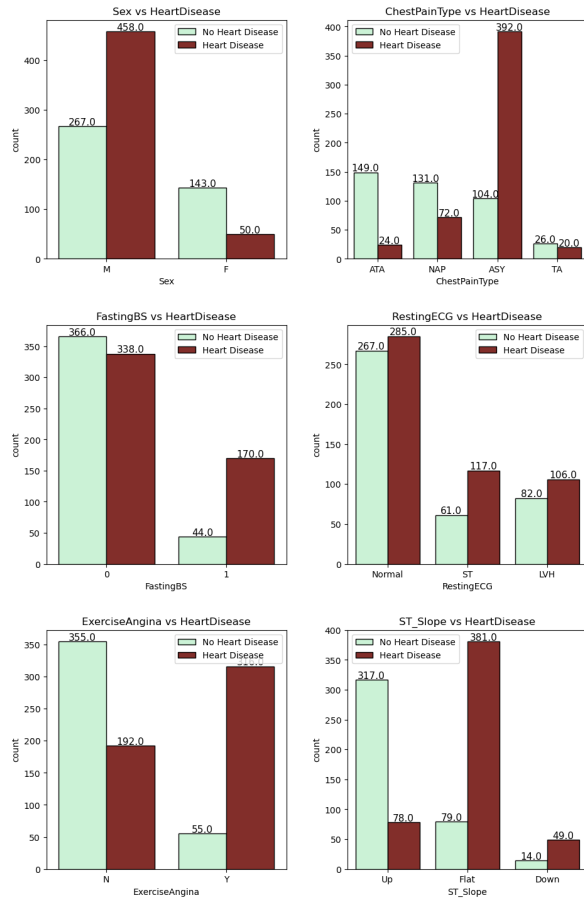 Sex vs HeartDisease
No Heart Disease
Heart Disease
458.0
267.0
143.0
50.0
400
300
200
100
0
count
M F
Sex
ChestPainType vs HeartDisease
No Heart Disease
Heart Disease
392.0
149.0
131.0
104.0
72.0
24.0
26.0
20.0
400
350
300
250
200
150
100
50
0
count
ATA NAP ASY TA
ChestPainType
FastingBS vs HeartDisease
No Heart Disease
Heart Disease
366.0
338.0
170.0
44.0
350
300
250
200
150
100
50
0
count
0 1
FastingBS
RestingECG vs HeartDisease
No Heart Disease
Heart Disease
267.0
285.0
117.0
106.0
61.0
82.0
250
200
150
100
50
0
count
Normal ST LVH
RestingECG
ExerciseAngina vs HeartDisease
No Heart Disease
Heart Disease
355.0
192.0
55.0
350
300
250
200
150
100
50
0
count
N Y
ExerciseAngina
ST_Slope vs HeartDisease
No Heart Disease
Heart Disease
381.0
317.0
78.0
79.0
49.0
14.0
400
350
300
250
200
150
100
50
0
count
Up Flat Down
ST_Slope